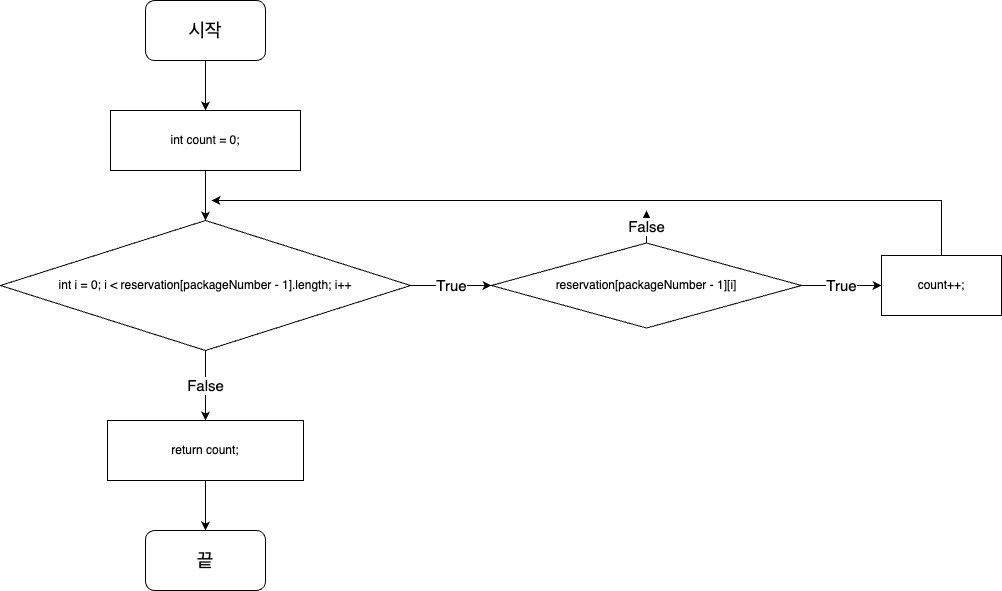 시작
int count = 0;
int i = 0; i < reservation[packageNumber - 1].length; i++
True
reservation[packageNumber - 1][i]
False
True
count++;
False
return count;
끝